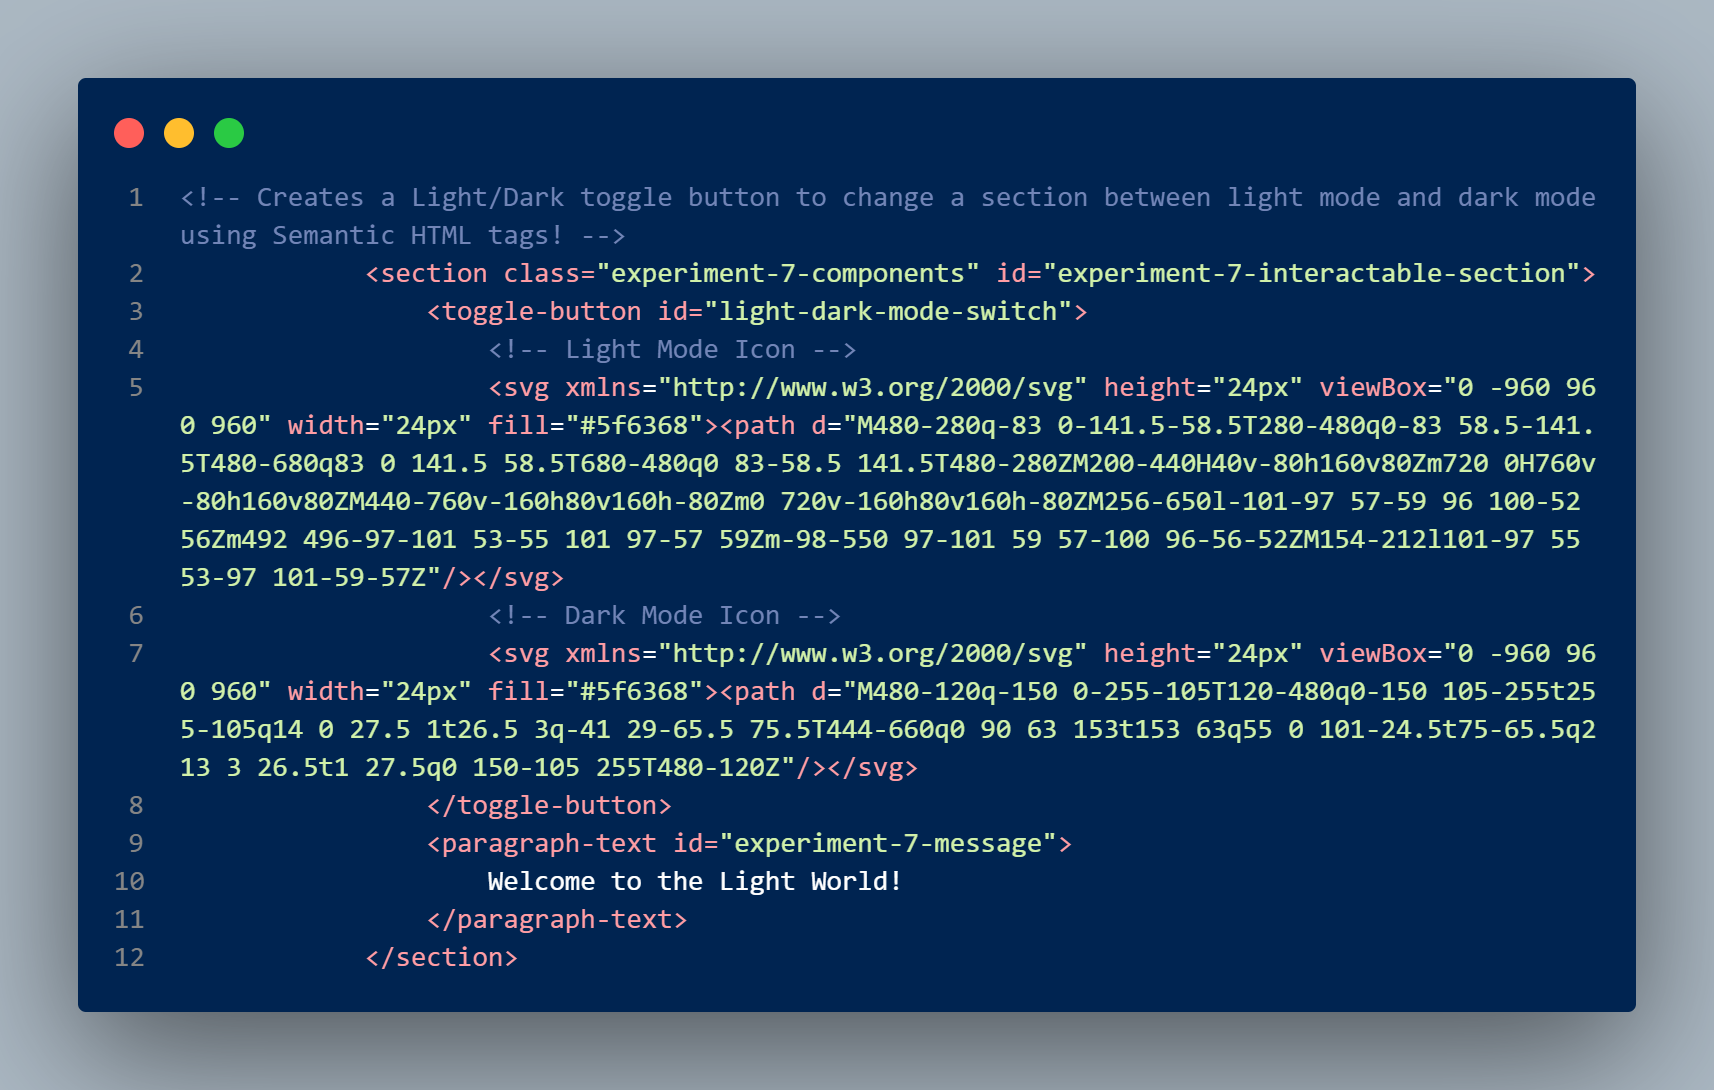 1 <!-- Creates a Light/Dark toggle button to change a section between light mode and dark mode
using Semantic HTML tags! -->
2 <section class="experiment-7-components" id="experiment-7-interactable-section">
3 <toggle-button id="light-dark-mode-switch">
4 <!-- Light Mode Icon -->
5 <svg xmlns="http://www.w3.org/2000/svg" height="24px" viewBox="0 -960 96
0 960" width="24px" fill="#5f6368"><path d="M480-280q-83 0-141.5-58.5T280-480q0-83 58.5-141.
5T480-680q83 0 141.5 58.5T680-480q0 83-58.5 141.5T480-280ZM200-440H40v-80h160v80Zm720 0H760v
-80h160v80ZM440-760v-160h80v160h-80Zm0 720v-160h80v160h-80ZM256-650l-101-97 57-59 96 100-52
56Zm492 496-97-101 53-55 101 97-57 59Zm-98-550 97-101 59 57-100 96-56-52ZM154-212l101-97 55
53-97 101-59-57Z"/></svg>
6 <!-- Dark Mode Icon -->
7 <svg xmlns="http://www.w3.org/2000/svg" height="24px" viewBox="0 -960 96
0 960" width="24px" fill="#5f6368"><path d="M480-120q-150 0-255-105T120-480q0-150 105-255t25
5-105q14 0 27.5 1t26.5 3q-41 29-65.5 75.5T444-660q0 90 63 153t153 63q55 0 101-24.5t75-65.5q2
13 3 26.5t1 27.5q0 150-105 255T480-120Z"/></svg>
8 </toggle-button>
9 <paragraph-text id="experiment-7-message">
10 Welcome to the Light World!
11 </paragraph-text>
12 </section>